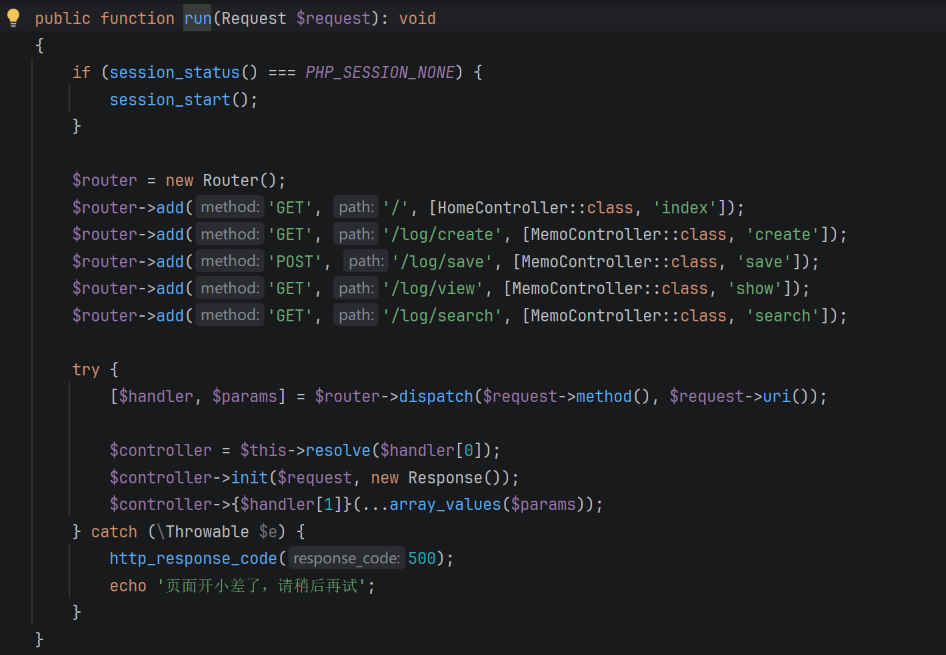 public function run(Request $request): void
{
    if (session_status() === PHP_SESSION_NONE) {
        session_start();
    }

    $router = new Router();
    $router->add( method: 'GET', path: '/', [HomeController::class, 'index']);
    $router->add( method: 'GET', path: '/log/create', [MemoController::class, 'create']);
    $router->add( method: 'POST', path: '/log/save', [MemoController::class, 'save']);
    $router->add( method: 'GET', path: '/log/view', [MemoController::class, 'show']);
    $router->add( method: 'GET', path: '/log/search', [MemoController::class, 'search']);

    try {
        [$handler, $params] = $router->dispatch($request->method(), $request->uri());

        $controller = $this->resolve($handler[0]);
        $controller->init($request, new Response());
        $controller->{$handler[1]}(...array_values($params));
    } catch (\Throwable $e) {
        http_response_code( response_code: 500);
        echo '页面开小差了，请稍后再试';
    }
}